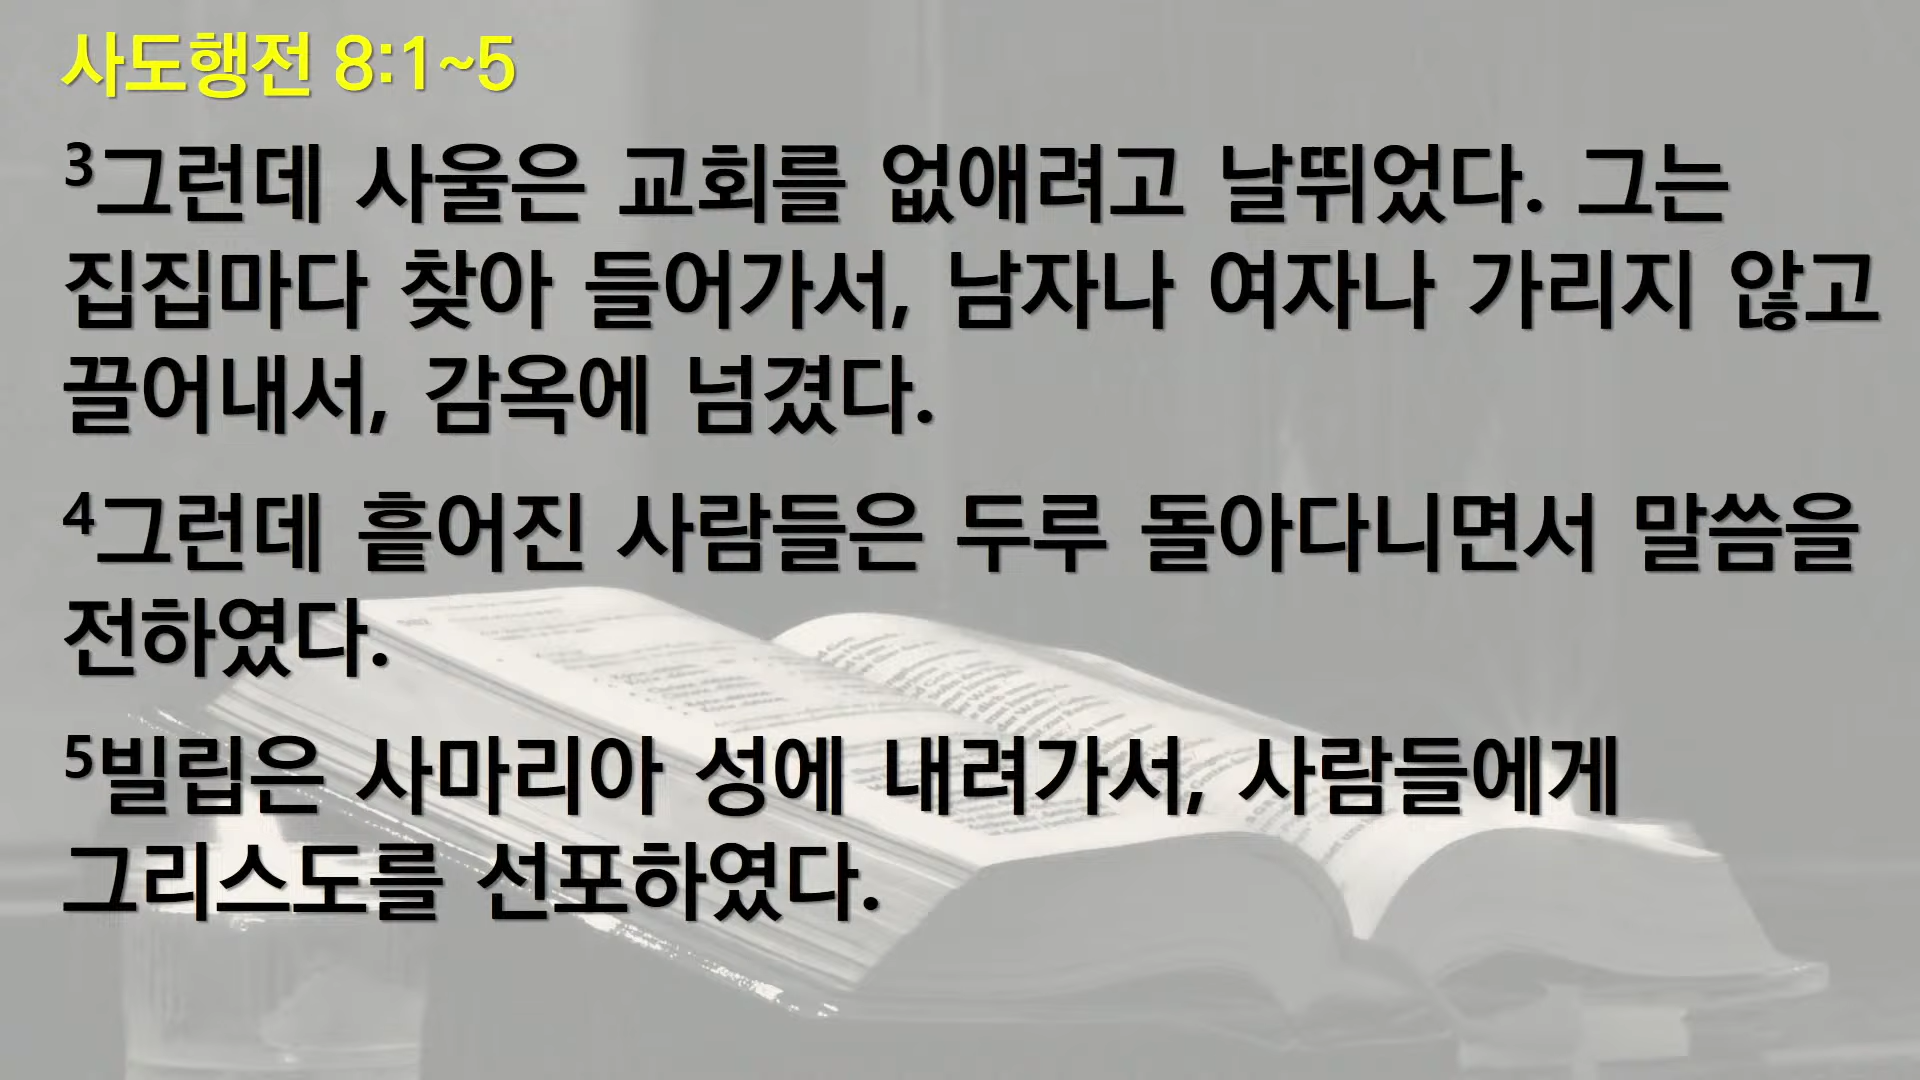 사도행전 8:1~5
3그런데 사울은 교회를 없애려고 날뛰었다. 그는
집집마다 찾아 들어가서, 남자나 여자나 가리지 않고
끌어내서, 감옥에 넘겼다.
4그런데 흩어진 사람들은 두루 돌아다니면서 말씀을
전하였다.
5빌립은 사마리아 성에 내려가서, 사람들에게
그리스도를 선포하였다.